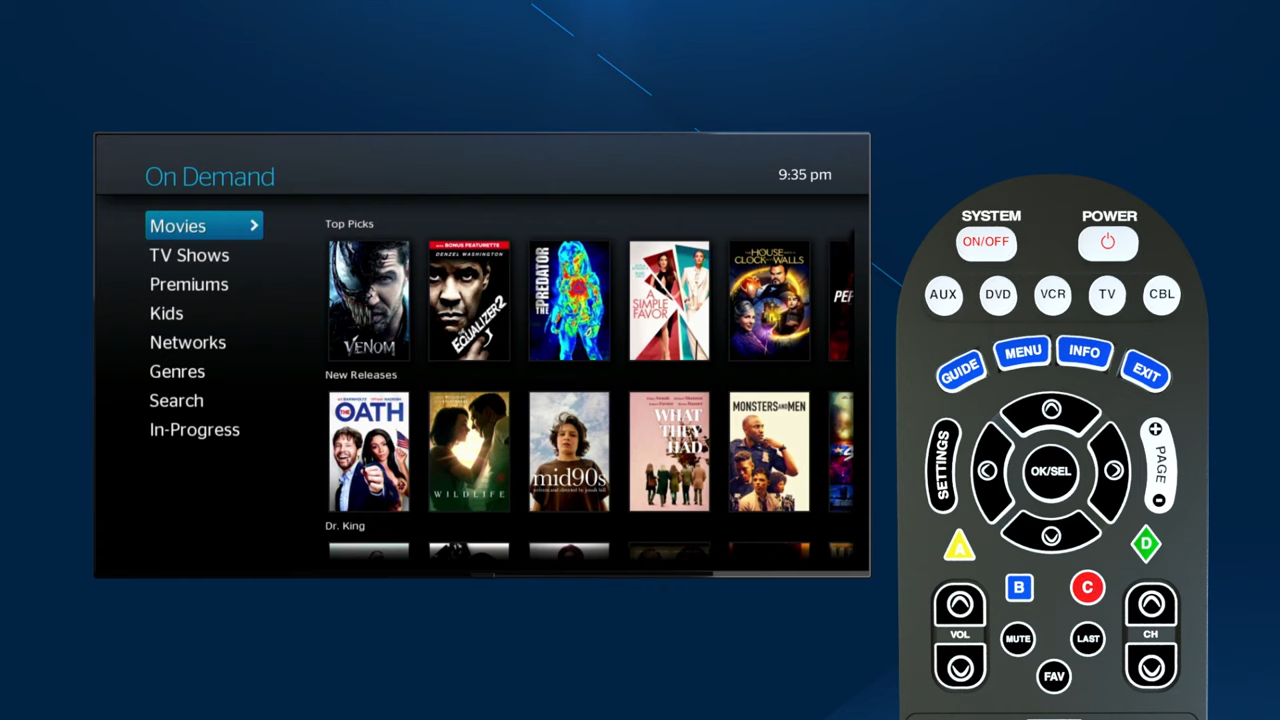 On Demand
9:35 pm
Movies
TV Shows
Premiums
Kids
Networks
Genres
Search
In-Progress
Top Picks
VENOM
BONUS FEATURETTE
DENZEL WASHINGTON
EQUALIZER 2
THE PREDATOR
A SIMPLE FAVOR
THE HOUSE
CLOCK WALLS
New Releases
THE OATH
WILDLIFE
mid90s
WHAT
THEY
HAD
MONSTERS AND MEN
Dr. King
SYSTEM
POWER
ON/OFF
AUX
DVD
VCR
TV
CBL
GUIDE
MENU
INFO
EXIT
SETTINGS
OK/SEL
+ PAGE -
A
D
B
C
VOL
MUTE
LAST
CH
FAV